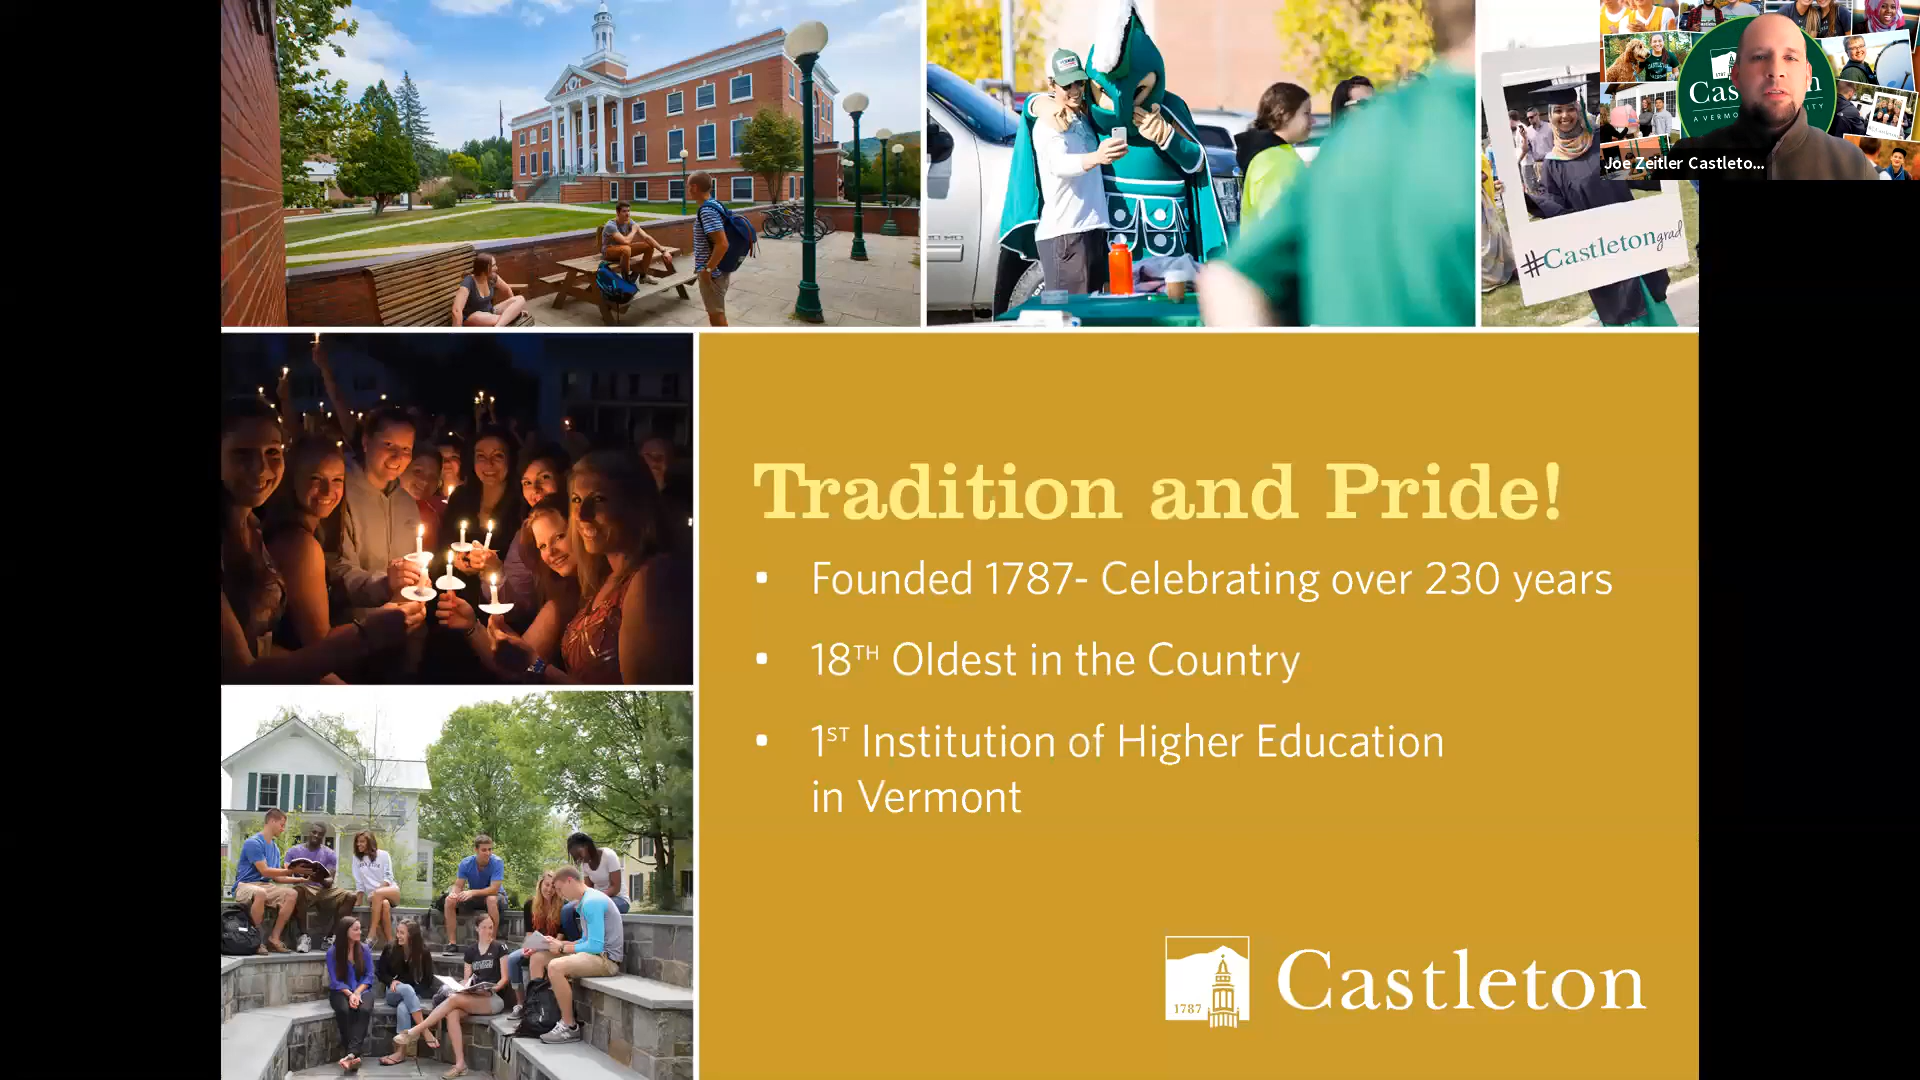 #Castletongrad
Joe Zeitler Castleto...
Tradition and Pride!
▪ Founded 1787- Celebrating over 230 years
▪ 18TH Oldest in the Country
▪ 1ST Institution of Higher Education
in Vermont
1787
Castleton